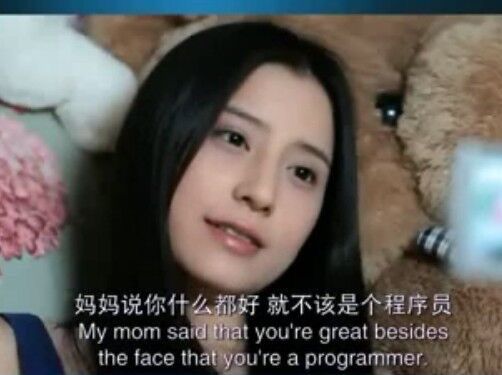 妈妈说你什么都好 就不该是个程序员
My mom said that you're great besides
the face that you're a programmer.